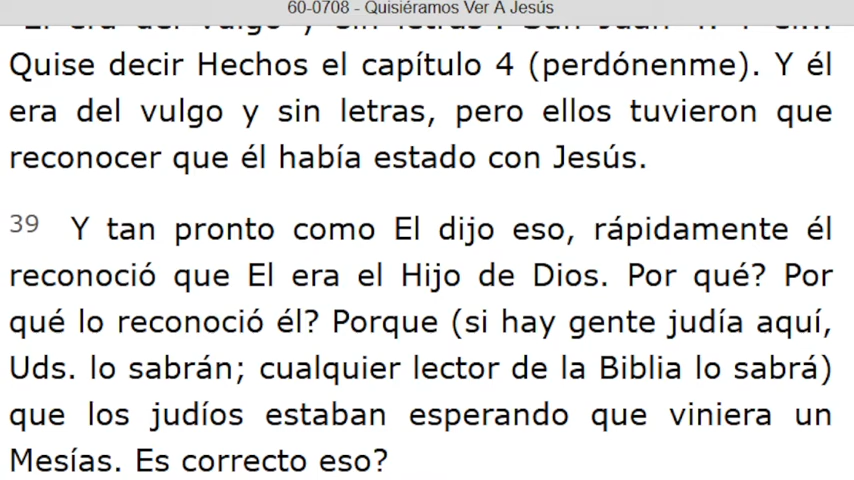 60-0708 - Quisiéramos Ver A Jesús
Quise decir Hechos el capítulo 4 (perdónenme). Y él
era del vulgo y sin letras, pero ellos tuvieron que
reconocer que él había estado con Jesús.
39 Y tan pronto como El dijo eso, rápidamente él
reconoció que El era el Hijo de Dios. Por qué? Por
qué lo reconoció él? Porque (si hay gente judía aquí,
Uds. lo sabrán; cualquier lector de la Biblia lo sabrá)
que los judíos estaban esperando que viniera un
Mesías. Es correcto eso?